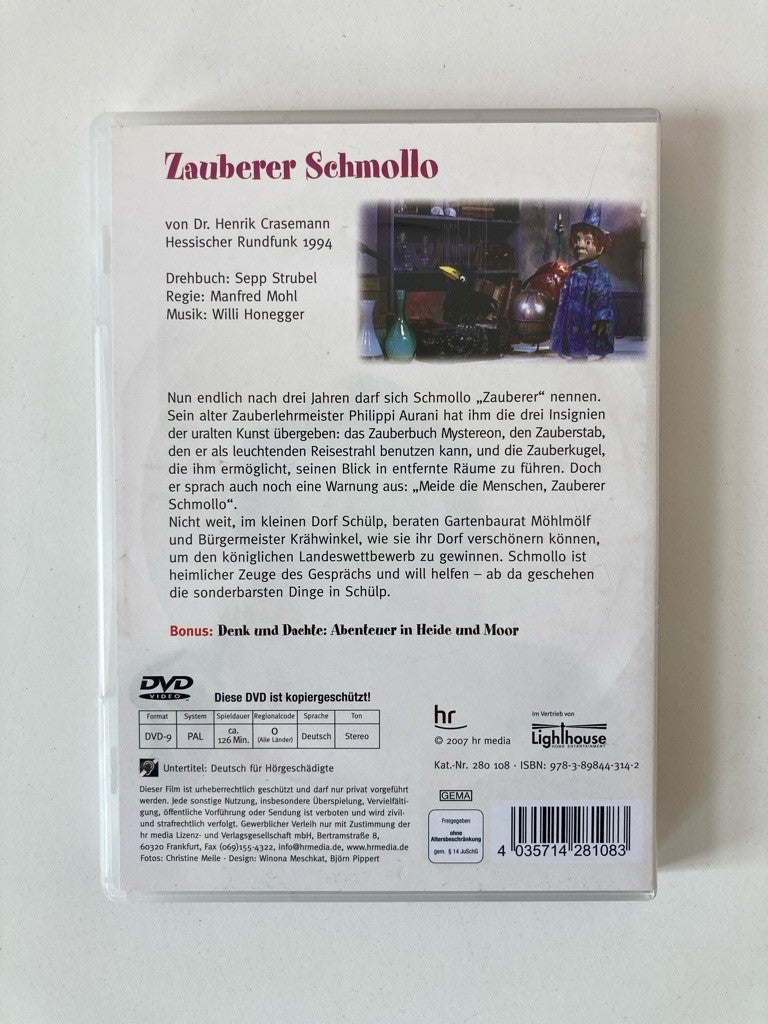 Zauberer Schmollo
von Dr. Henrik Crasemann
Hessischer Rundfunk 1994
Drehbuch: Sepp Strubel
Regie: Manfred Mohl
Musik: Willi Honegger
Nun endlich nach drei Jahren darf sich Schmollo „Zauberer“ nennen.
Sein alter Zauberlehrmeister Philippi Aurani hat ihm die drei Insignien
der uralten Kunst übergeben: das Zauberbuch Mystereon, den Zauberstab,
den er als leuchtenden Reisestrahl benutzen kann, und die Zauberkugel,
die ihm ermöglicht, seinen Blick in entfernte Räume zu führen. Doch
er sprach auch noch eine Warnung aus: „Meide die Menschen, Zauberer
Schmollo“.
Nicht weit, im kleinen Dorf Schülp, beraten Gartenbaurat Möhlmölf
und Bürgermeister Krähwinkel, wie sie ihr Dorf verschönern können,
um den königlichen Landeswettbewerb zu gewinnen. Schmollo ist
heimlicher Zeuge des Gesprächs und will helfen – ab da geschehen
die sonderbarsten Dinge in Schülp.
Bonus: Denk und Dachte: Abenteuer in Heide und Moor
DVD
VIDEO
Diese DVD ist kopiergeschützt!
Format System Spieldauer Regionalcode Sprache Ton
DVD-9 PAL ca. 126 Min. 0 (Alle Länder) Deutsch Stereo
Untertitel: Deutsch für Hörgeschädigte
hr
© 2007 hr media
Im Vertrieb von
Lighthouse
HOME ENTERTAINMENT
Kat.-Nr. 280 108 · ISBN: 978-3-89844-314-2
Dieser Film ist urheberrechtlich geschützt und darf nur privat vorgeführt
werden. Jede sonstige Nutzung, insbesondere Überspielung, Vervielfälti-
gung, öffentliche Vorführung oder Sendung ist verboten und wird zivil-
und strafrechtlich verfolgt. Gewerblicher Verleih nur mit Zustimmung der
hr media Lizenz- und Verlagsgesellschaft mbH, Bertramstraße 8,
60320 Frankfurt, Fax (069)155-4322, info@hrmedia.de, www.hrmedia.de
Fotos: Christine Meile · Design: Winona Meschkat, Björn Pippert
GEMA
Freigegeben
ohne
Altersbeschränkung
gem. § 14 JuSchG
4 035714 281083